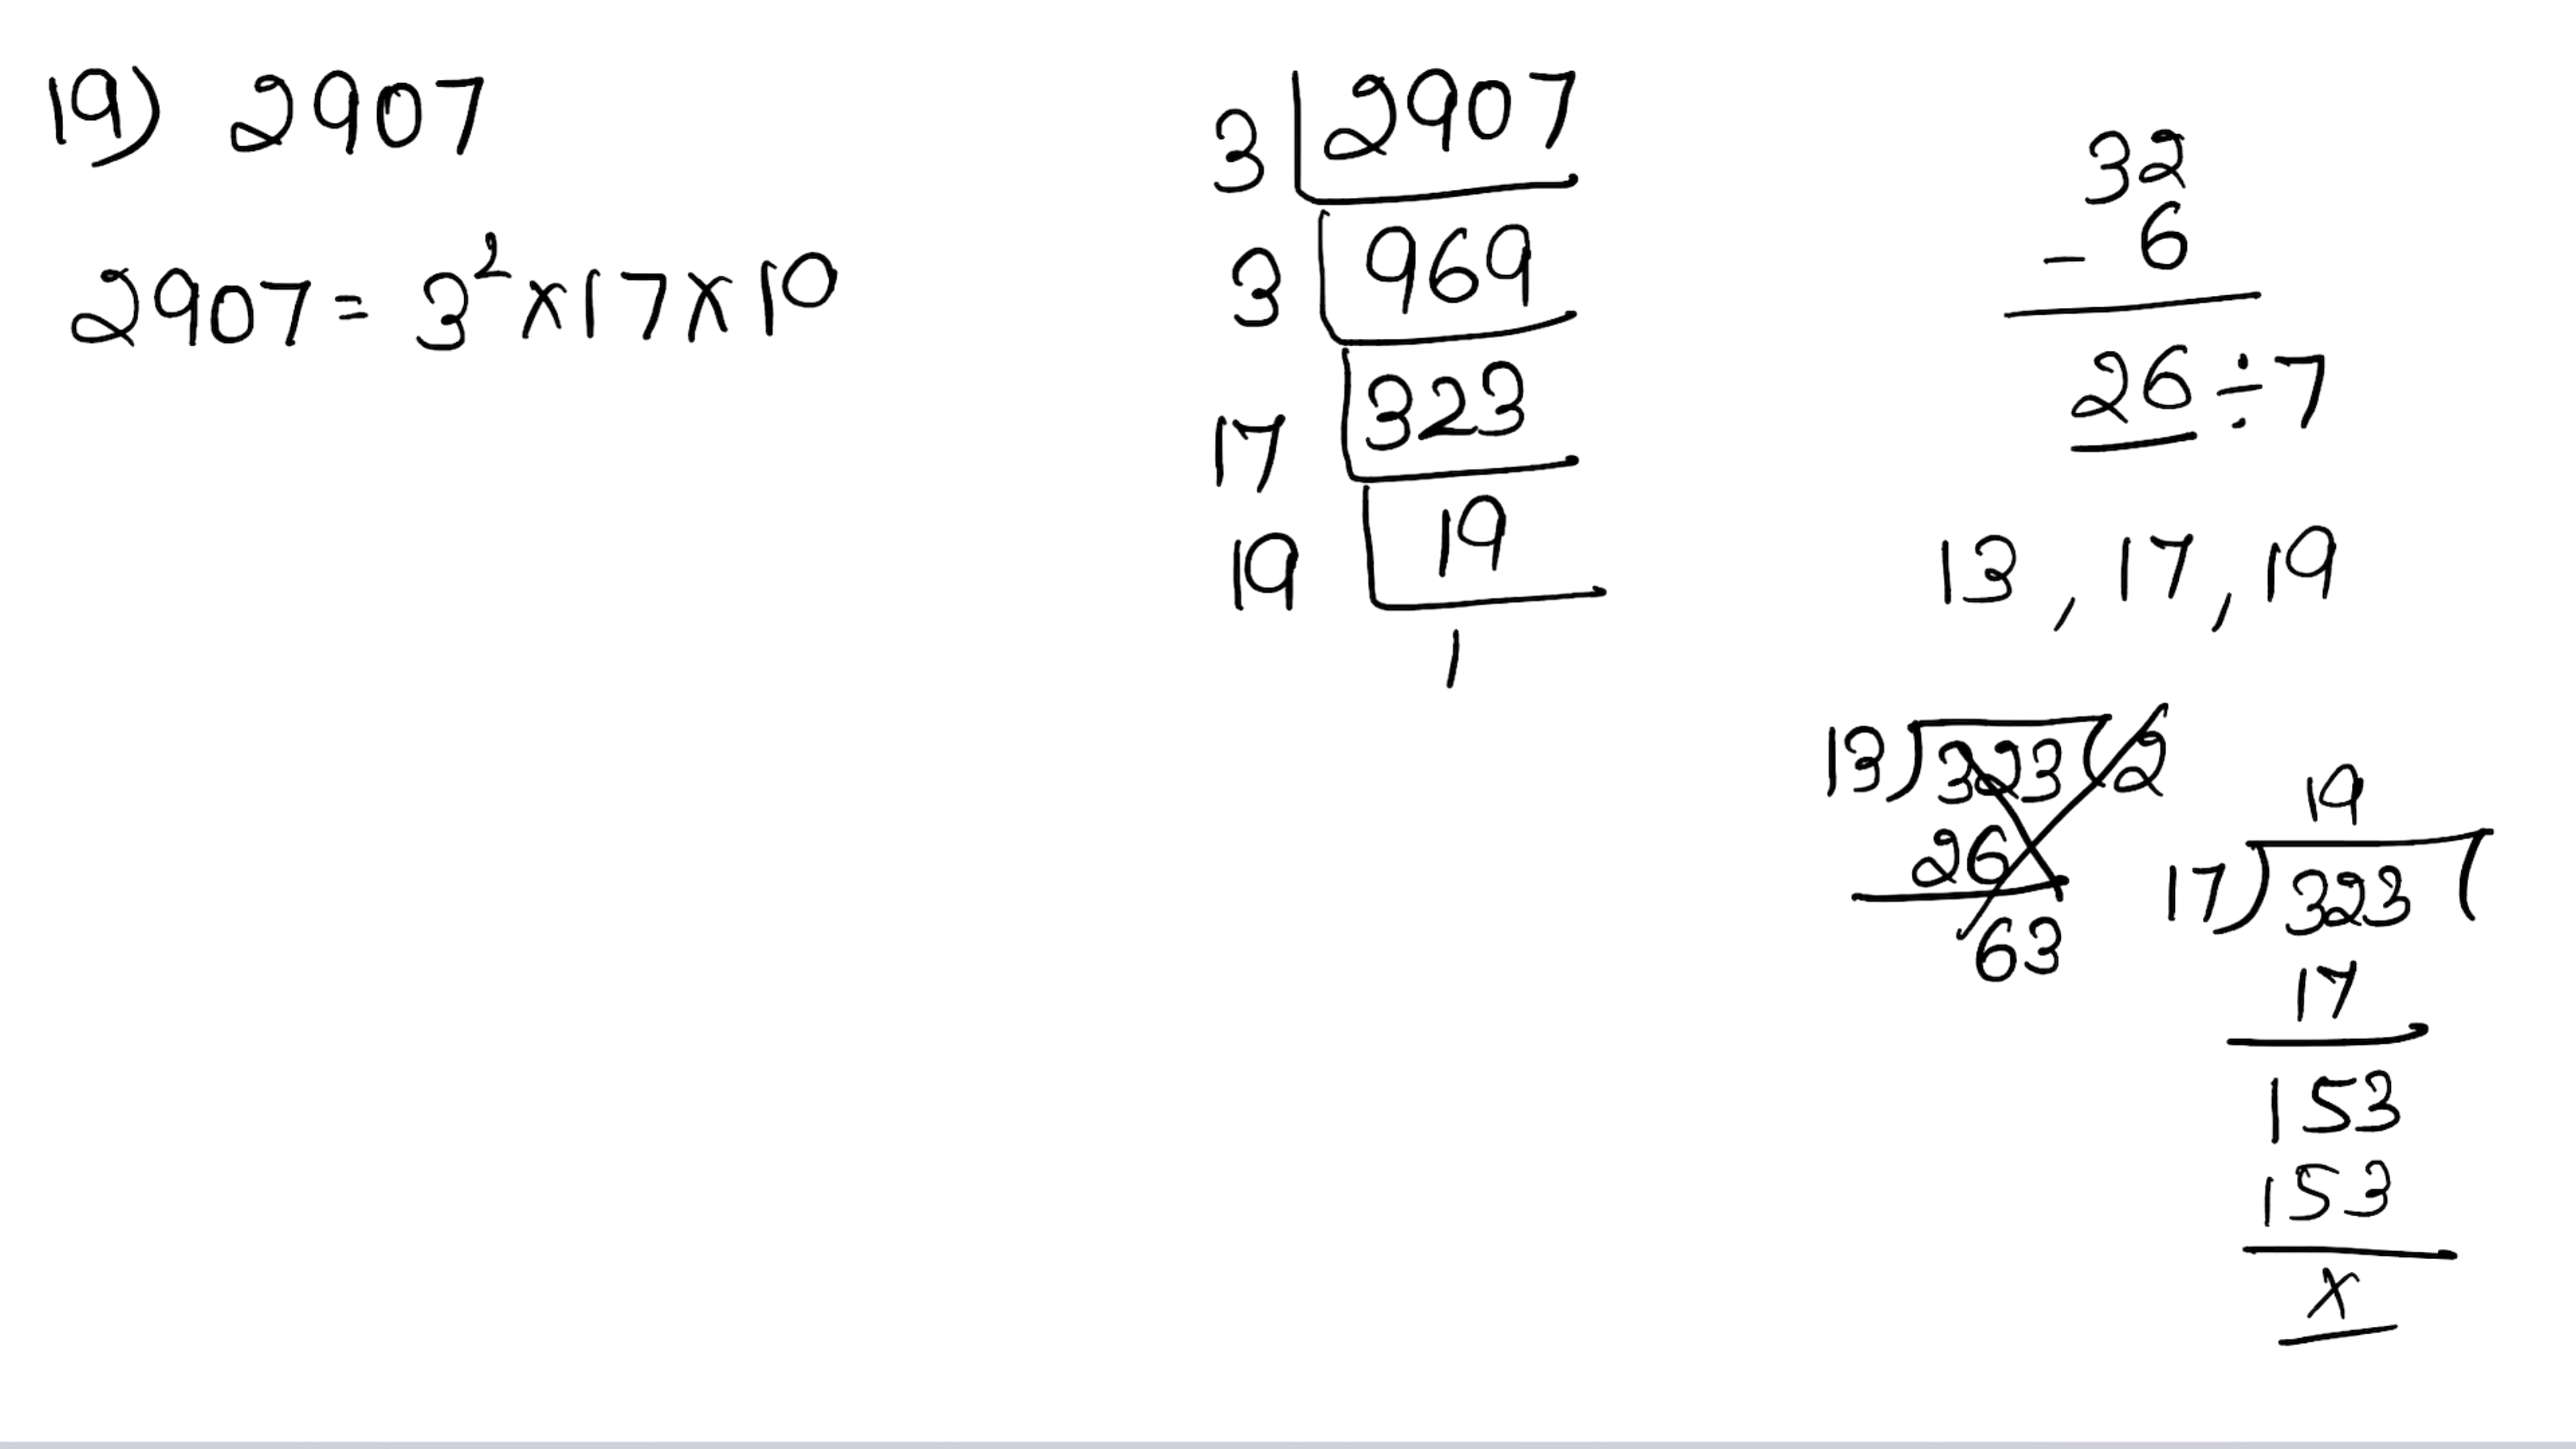 19) 2907
2907 = 3² × 17 × 10
3 | 2907
3 | 969
17 | 323
19 | 19
1
32
- 6
26 ÷ 7
13, 17, 19
13) 323 ( 2
26
63
19
17) 323 (
17
153
153
x